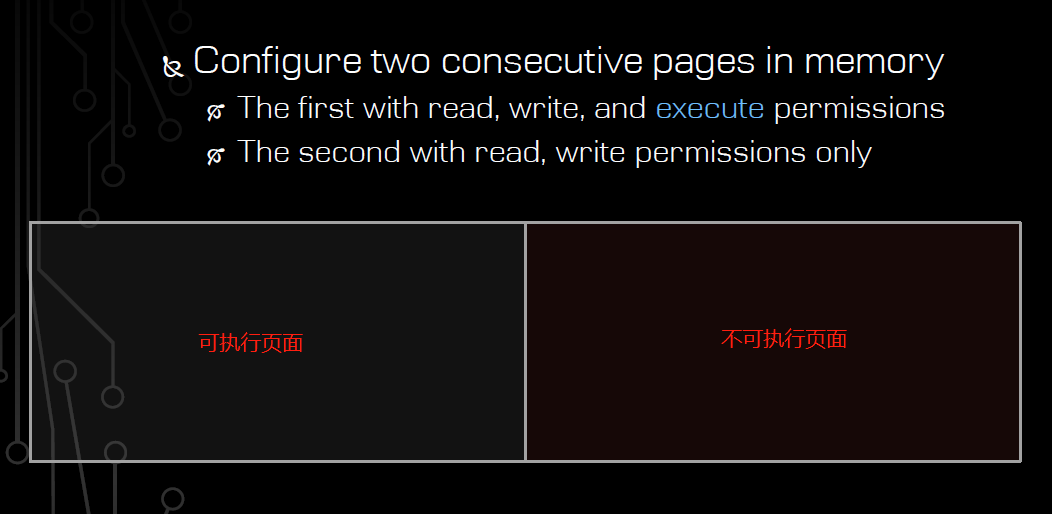 Configure two consecutive pages in memory
The first with read, write, and execute permissions
The second with read, write permissions only
可执行页面
不可执行页面